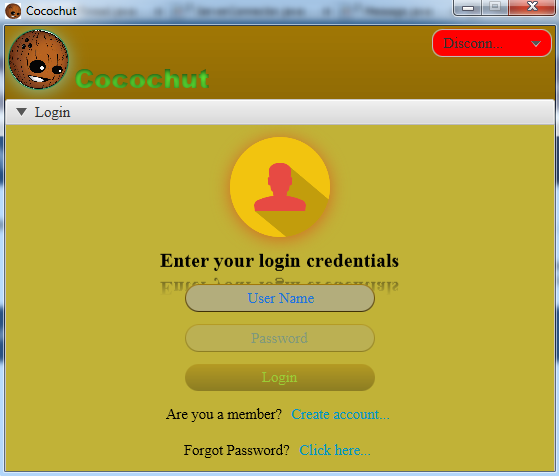 Cocochut
Disconn...
Cocochut
Login
Enter your login credentials
User Name
Password
Login
Are you a member? Create account...
Forgot Password? Click here...